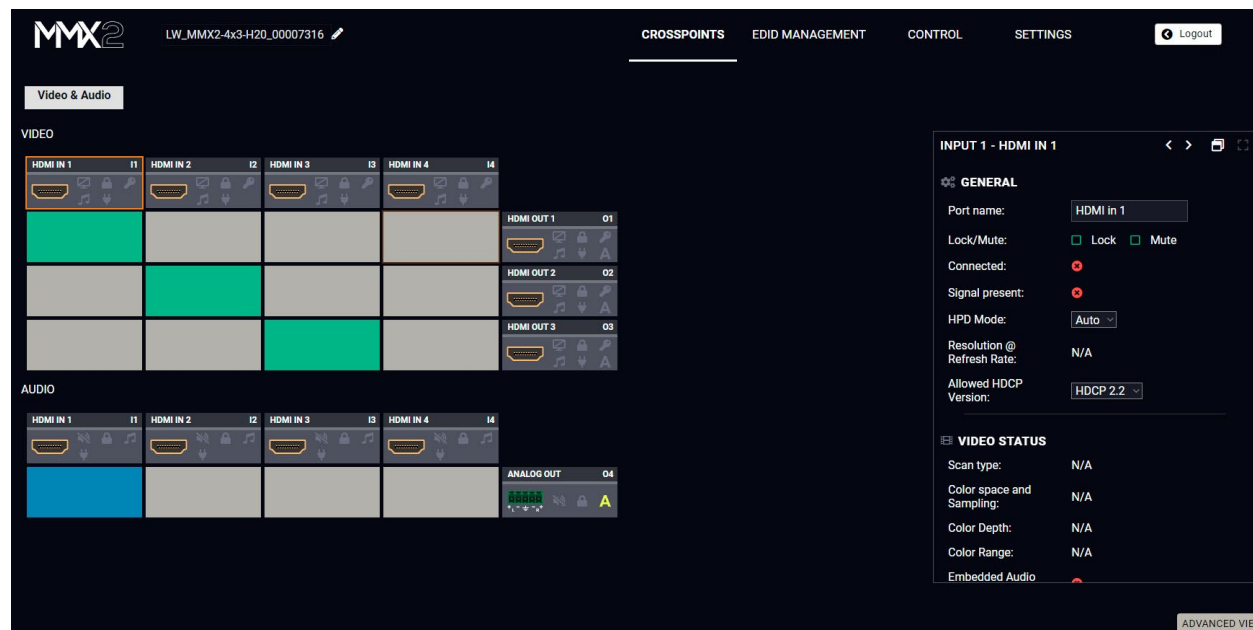 MMX2
LW_MMX2-4x3-H20_00007316
CROSSPOINTS EDID MANAGEMENT CONTROL SETTINGS Logout
Video & Audio
VIDEO
HDMI IN 1 I1 HDMI IN 2 I2 HDMI IN 3 I3 HDMI IN 4 I4
HDMI OUT 1 O1
A
HDMI OUT 2 O2
A
HDMI OUT 3 O3
A
AUDIO
HDMI IN 1 I1 HDMI IN 2 I2 HDMI IN 3 I3 HDMI IN 4 I4
ANALOG OUT O4
A
INPUT 1 - HDMI IN 1
GENERAL
Port name: HDMI in 1
Lock/Mute: Lock Mute
Connected:
Signal present:
HPD Mode: Auto
Resolution @
Refresh Rate: N/A
Allowed HDCP
Version: HDCP 2.2
VIDEO STATUS
Scan type: N/A
Color space and
Sampling: N/A
Color Depth: N/A
Color Range: N/A
Embedded Audio
ADVANCED VIE